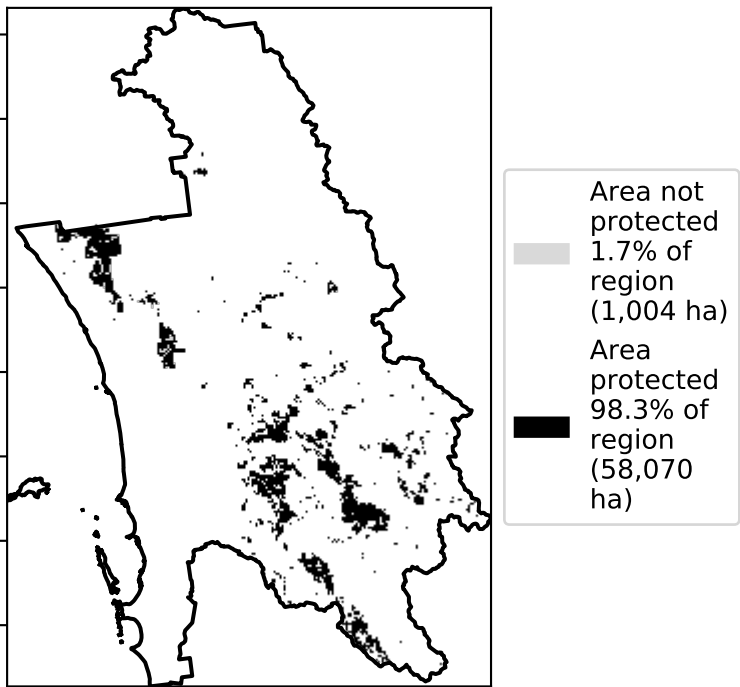 Area not
protected
1.7% of
region
(1,004 ha)
Area
protected
98.3% of
region
(58,070
ha)